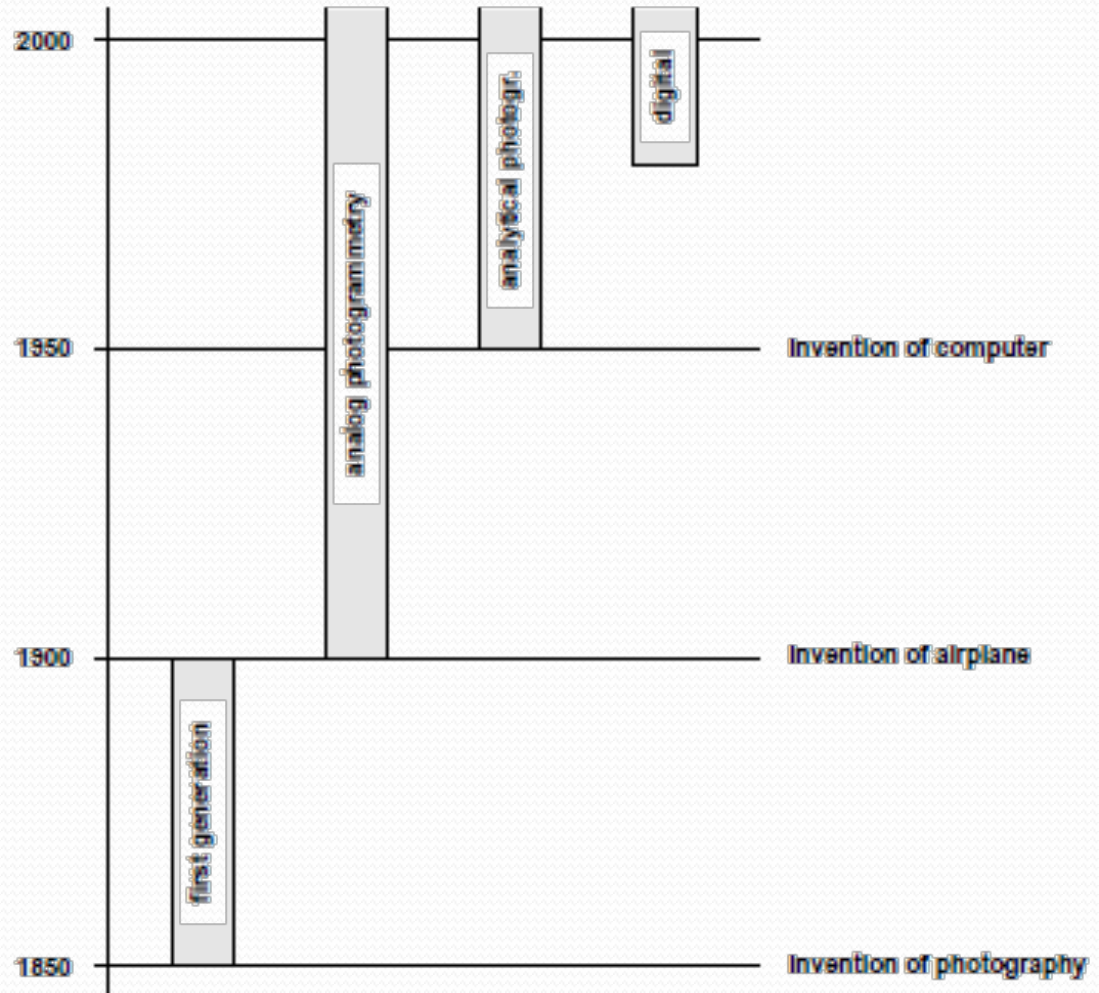 2000
digital
analytical photogr.
analog photogrammetry
1950
Invention of computer
1900
Invention of airplane
first generation
1850
Invention of photography